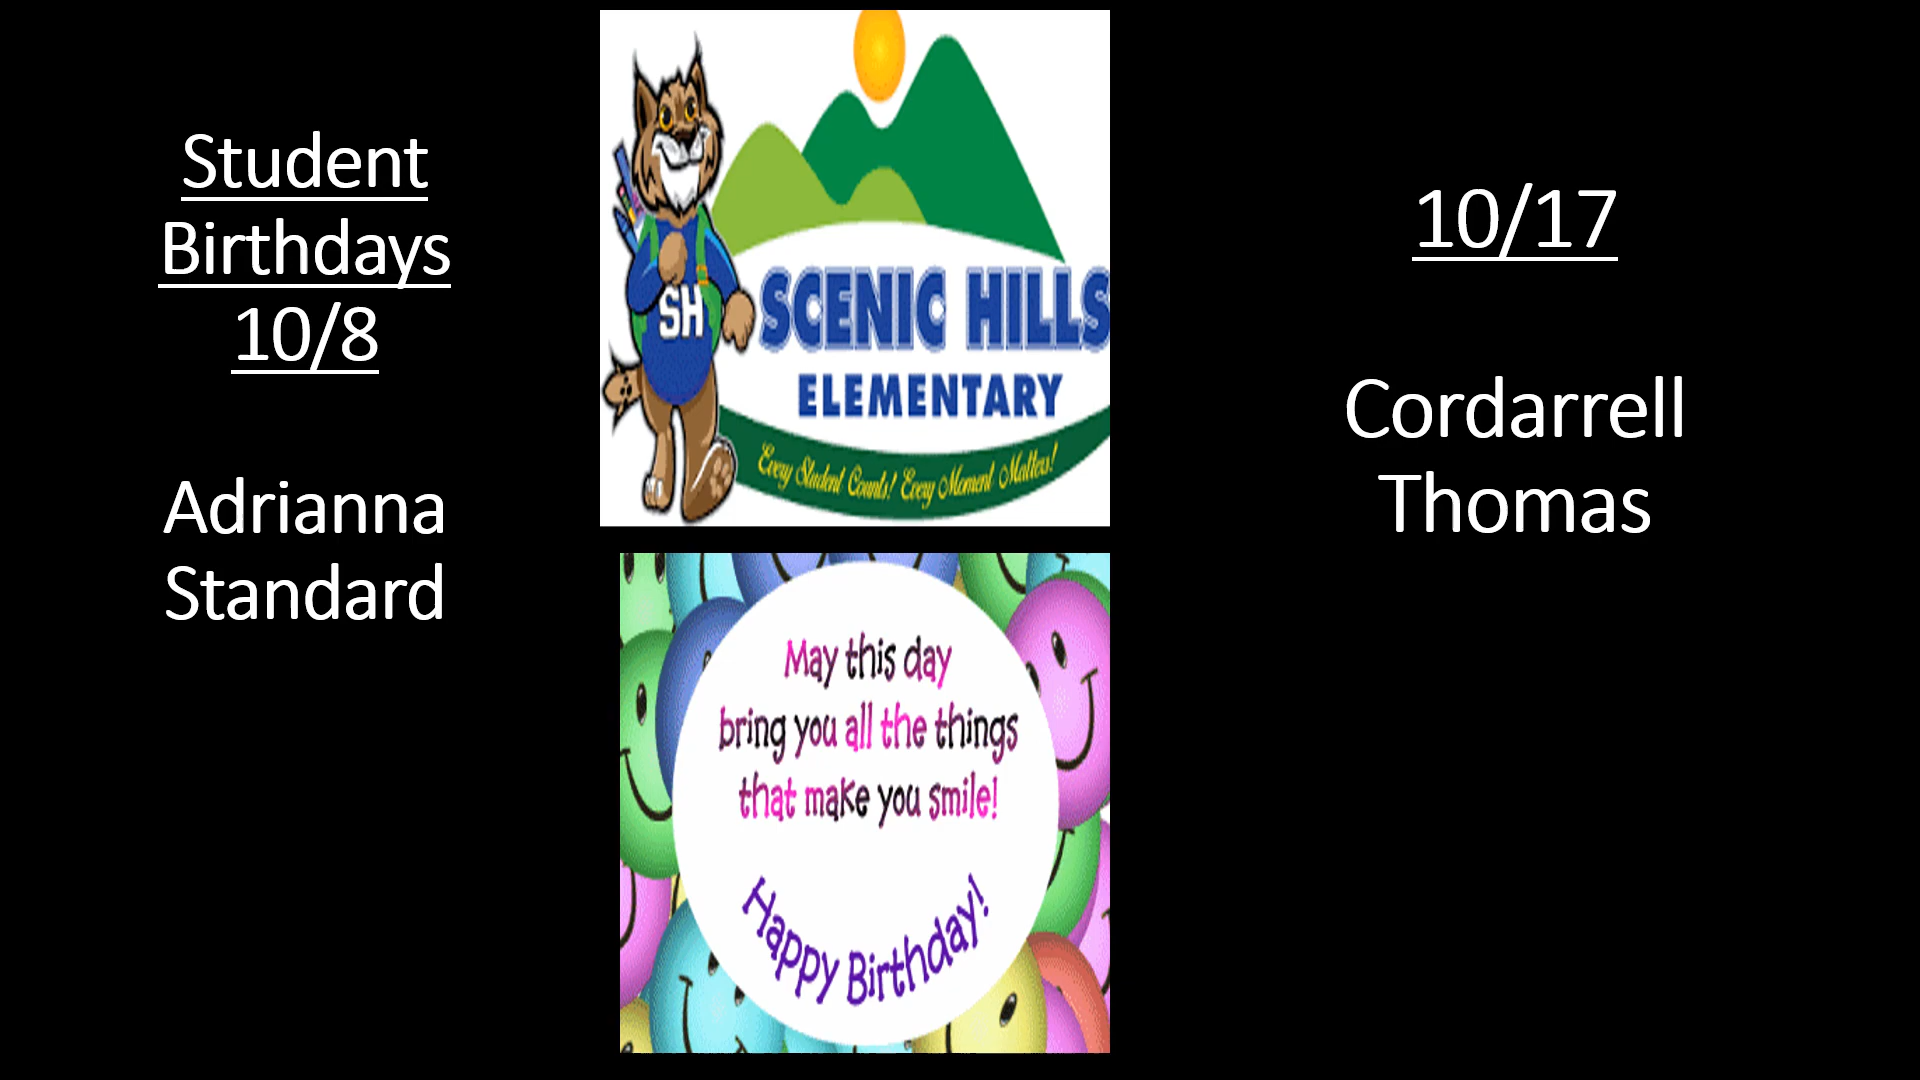 Student
Birthdays
10/8
Adrianna
Standard
SH
SCENIC HILLS
ELEMENTARY
Every Student Counts! Every Moment Matters!
May this day
bring you all the things
that make you smile!
Happy Birthday!
10/17
Cordarrell
Thomas